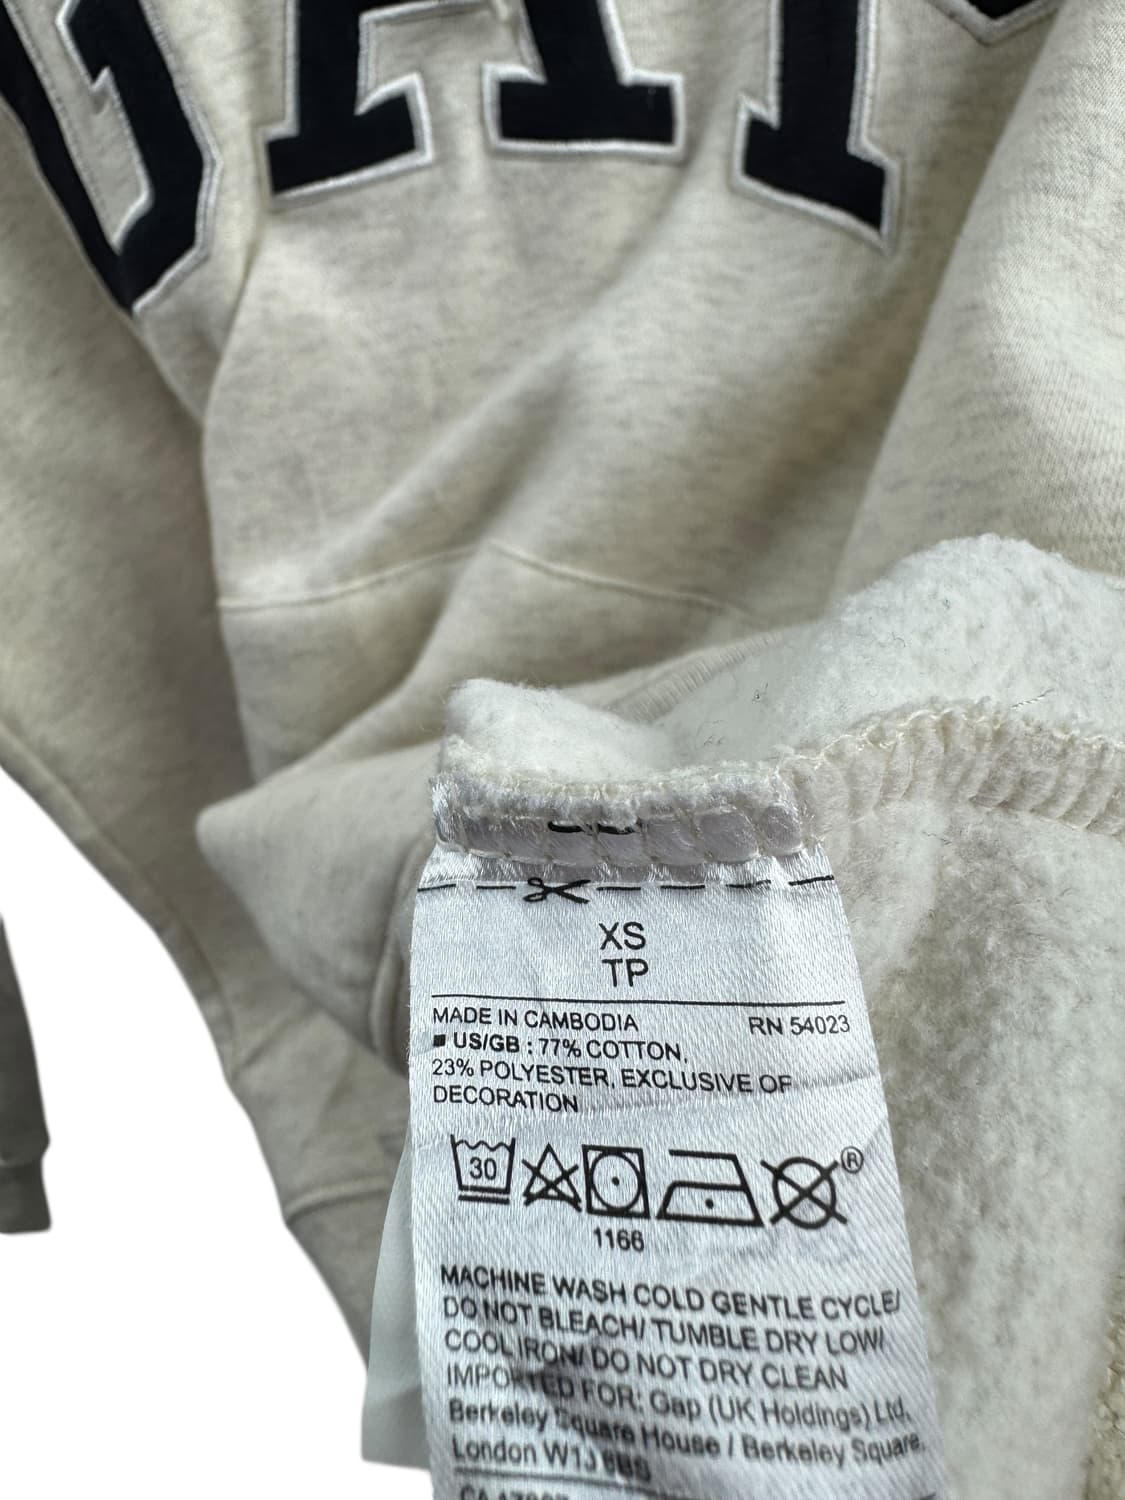 GAP
XS
TP
MADE IN CAMBODIA RN 54023
US/GB : 77% COTTON,
23% POLYESTER, EXCLUSIVE OF
DECORATION
30
®
1166
MACHINE WASH COLD GENTLE CYCLE/
DO NOT BLEACH/ TUMBLE DRY LOW/
COOL IRON/ DO NOT DRY CLEAN
IMPORTED FOR: Gap (UK Holdings) Ltd.
Berkeley Square House / Berkeley Square,
London